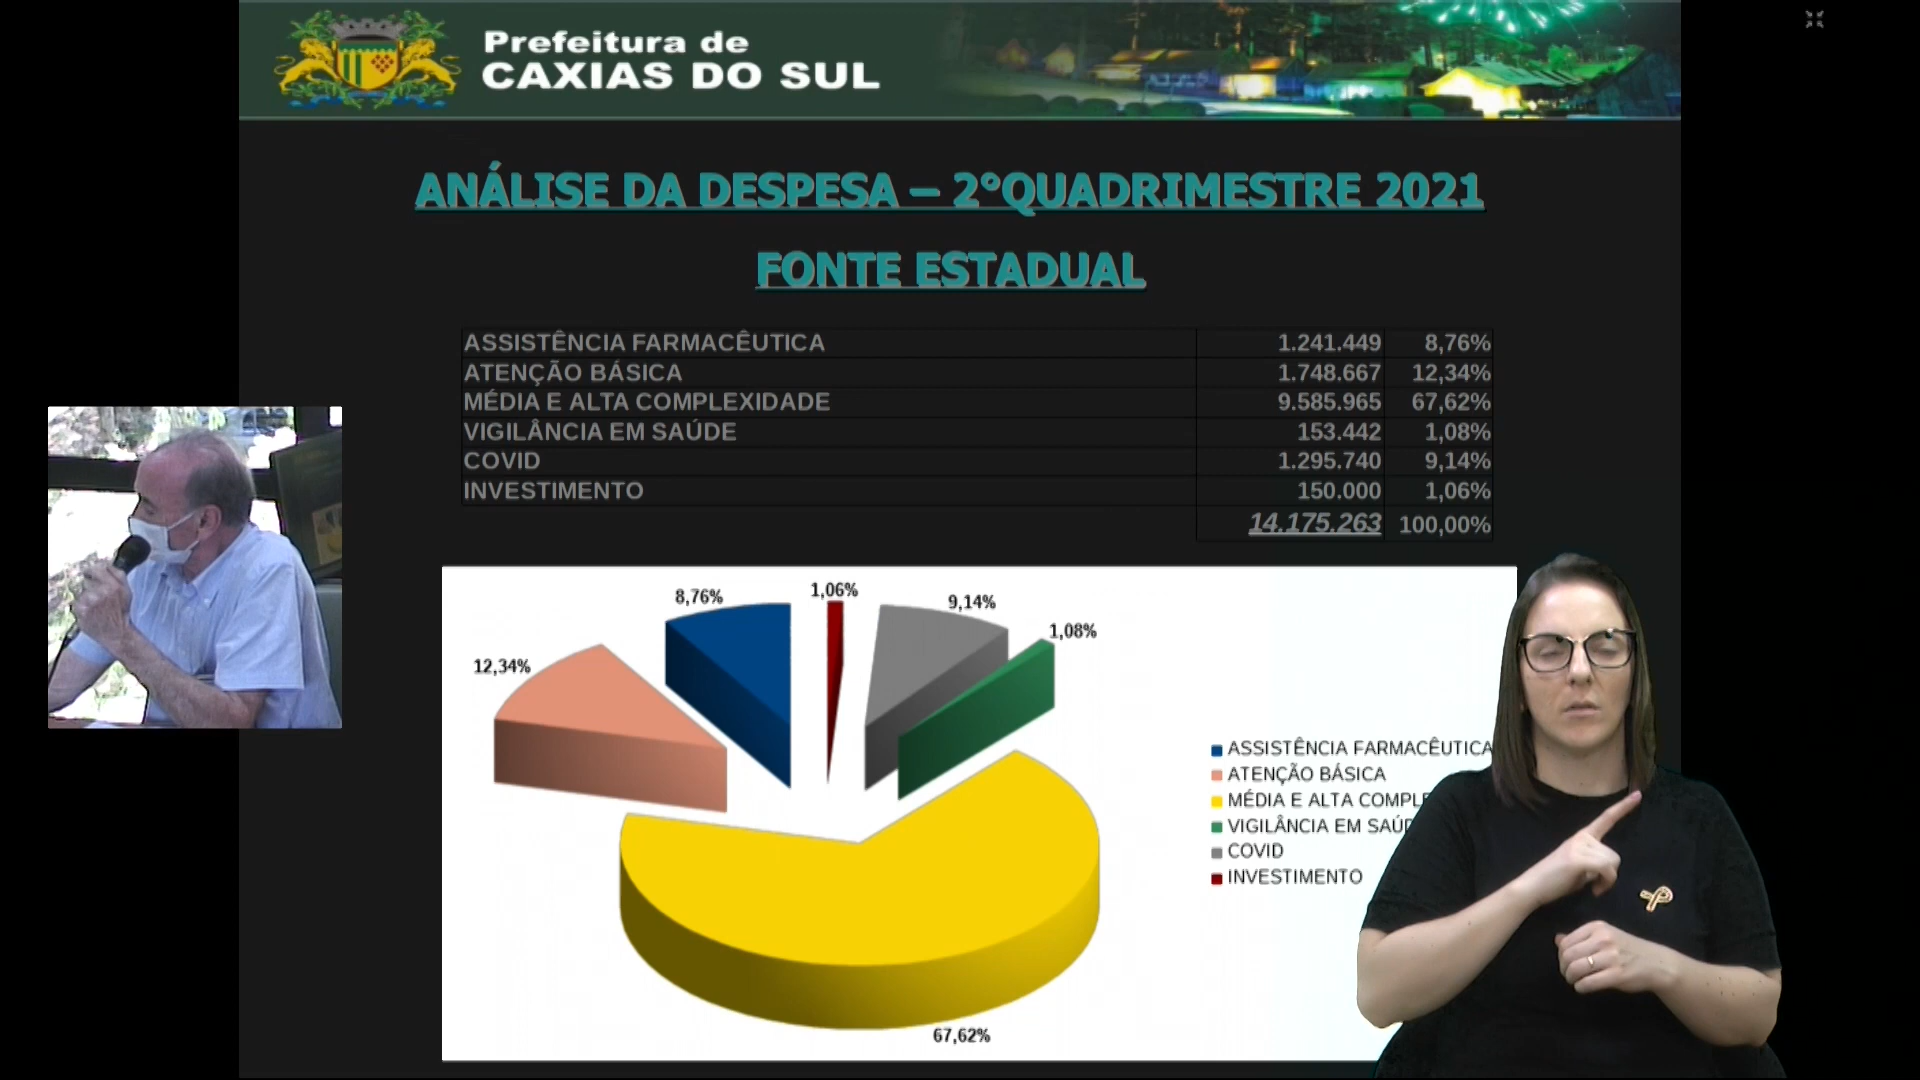 Prefeitura de
CAXIAS DO SUL
ANÁLISE DA DESPESA – 2°QUADRIMESTRE 2021
FONTE ESTADUAL
ASSISTÊNCIA FARMACÊUTICA 1.241.449 8,76%
ATENÇÃO BÁSICA 1.748.667 12,34%
MÉDIA E ALTA COMPLEXIDADE 9.585.965 67,62%
VIGILÂNCIA EM SAÚDE 153.442 1,08%
COVID 1.295.740 9,14%
INVESTIMENTO 150.000 1,06%
14.175.263 100,00%
8,76%
1,06%
9,14%
1,08%
12,34%
67,62%
ASSISTÊNCIA FARMACÊUTICA
ATENÇÃO BÁSICA
MÉDIA E ALTA
VIGILÂNCIA EM
COVID
INVESTIMENTO